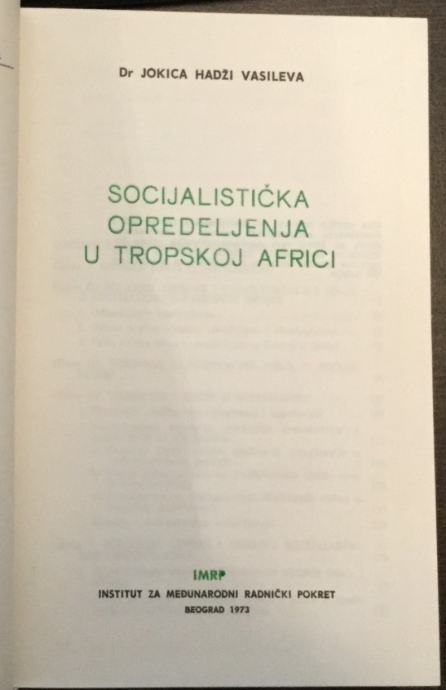 Dr JOKICA HADŽI VASILEVA
SOCIJALISTIČKA
OPREDELJENJA
U TROPSKOJ AFRICI
IMRP
INSTITUT ZA MEĐUNARODNI RADNIČKI POKRET
BEOGRAD 1973